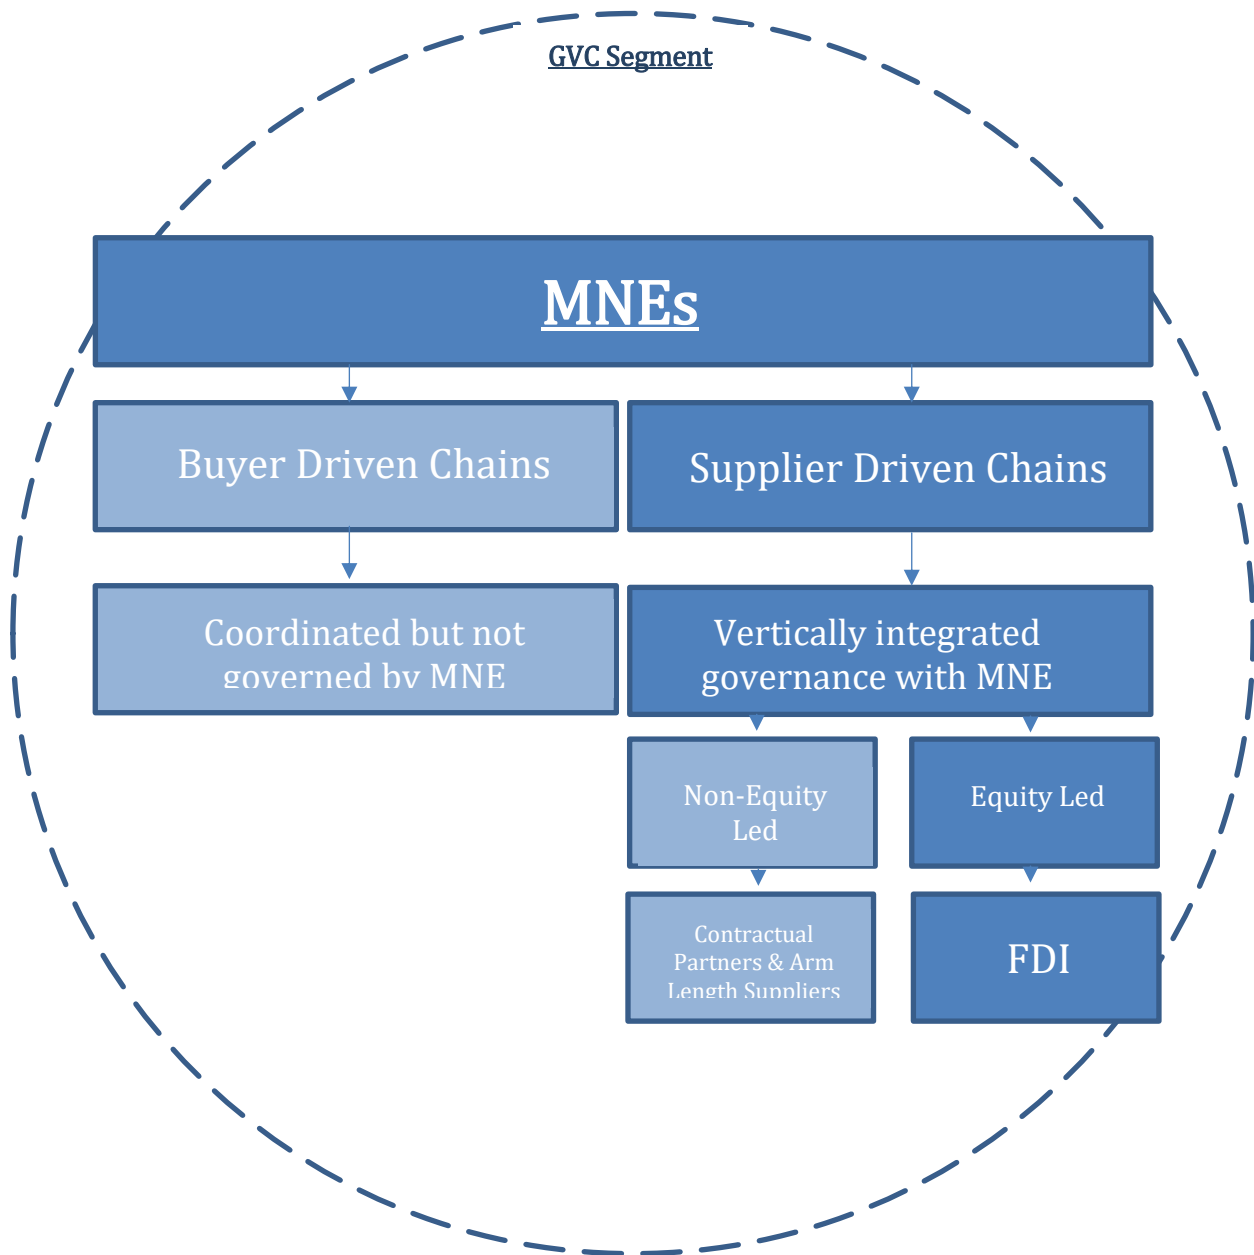 GVC Segment
MNEs
Buyer Driven Chains
Supplier Driven Chains
Coordinated but not
governed by MNE
Vertically integrated
governance with MNE
Non-Equity
Led
Equity Led
Contractual
Partners & Arm
Length Suppliers
FDI